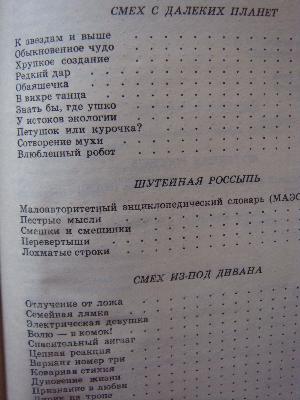 СМЕХ С ДАЛЕКИХ ПЛАНЕТ
К звездам и выше
Обыкновенное чудо
Хрупкое создание
Редкий дар
Обаяшечка
В вихре танца
Знать бы, где ушко
У истоков экологии
Петушок или курочка?
Сотворение мухи
Влюбленный робот
ШУТЕЙНАЯ РОССЫПЬ
Малоавторитетный энциклопедический словарь (МАЭС
Пестрые мысли
Смешки и смешинки
Перевертыши
Лохматые строки
СМЕХ ИЗ-ПОД ДИВАНА
Отлучение от ложа
Семейная лямка
Электрическая девушка
Волю — в комок!
Спасительный зигзаг
Цепная реакция
Вариант номер три
Коварная стихия
Дуновение жизни
Признание в любви
на тропе